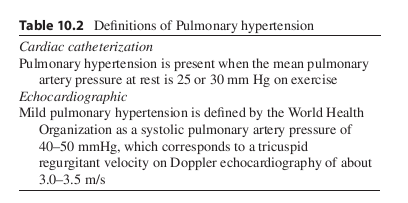 Table 10.2 Definitions of Pulmonary hypertension
Cardiac catheterization
Pulmonary hypertension is present when the mean pulmonary
artery pressure at rest is 25 or 30 mm Hg on exercise
Echocardiographic
Mild pulmonary hypertension is defined by the World Health
Organization as a systolic pulmonary artery pressure of
40–50 mmHg, which corresponds to a tricuspid
regurgitant velocity on Doppler echocardiography of about
3.0–3.5 m/s